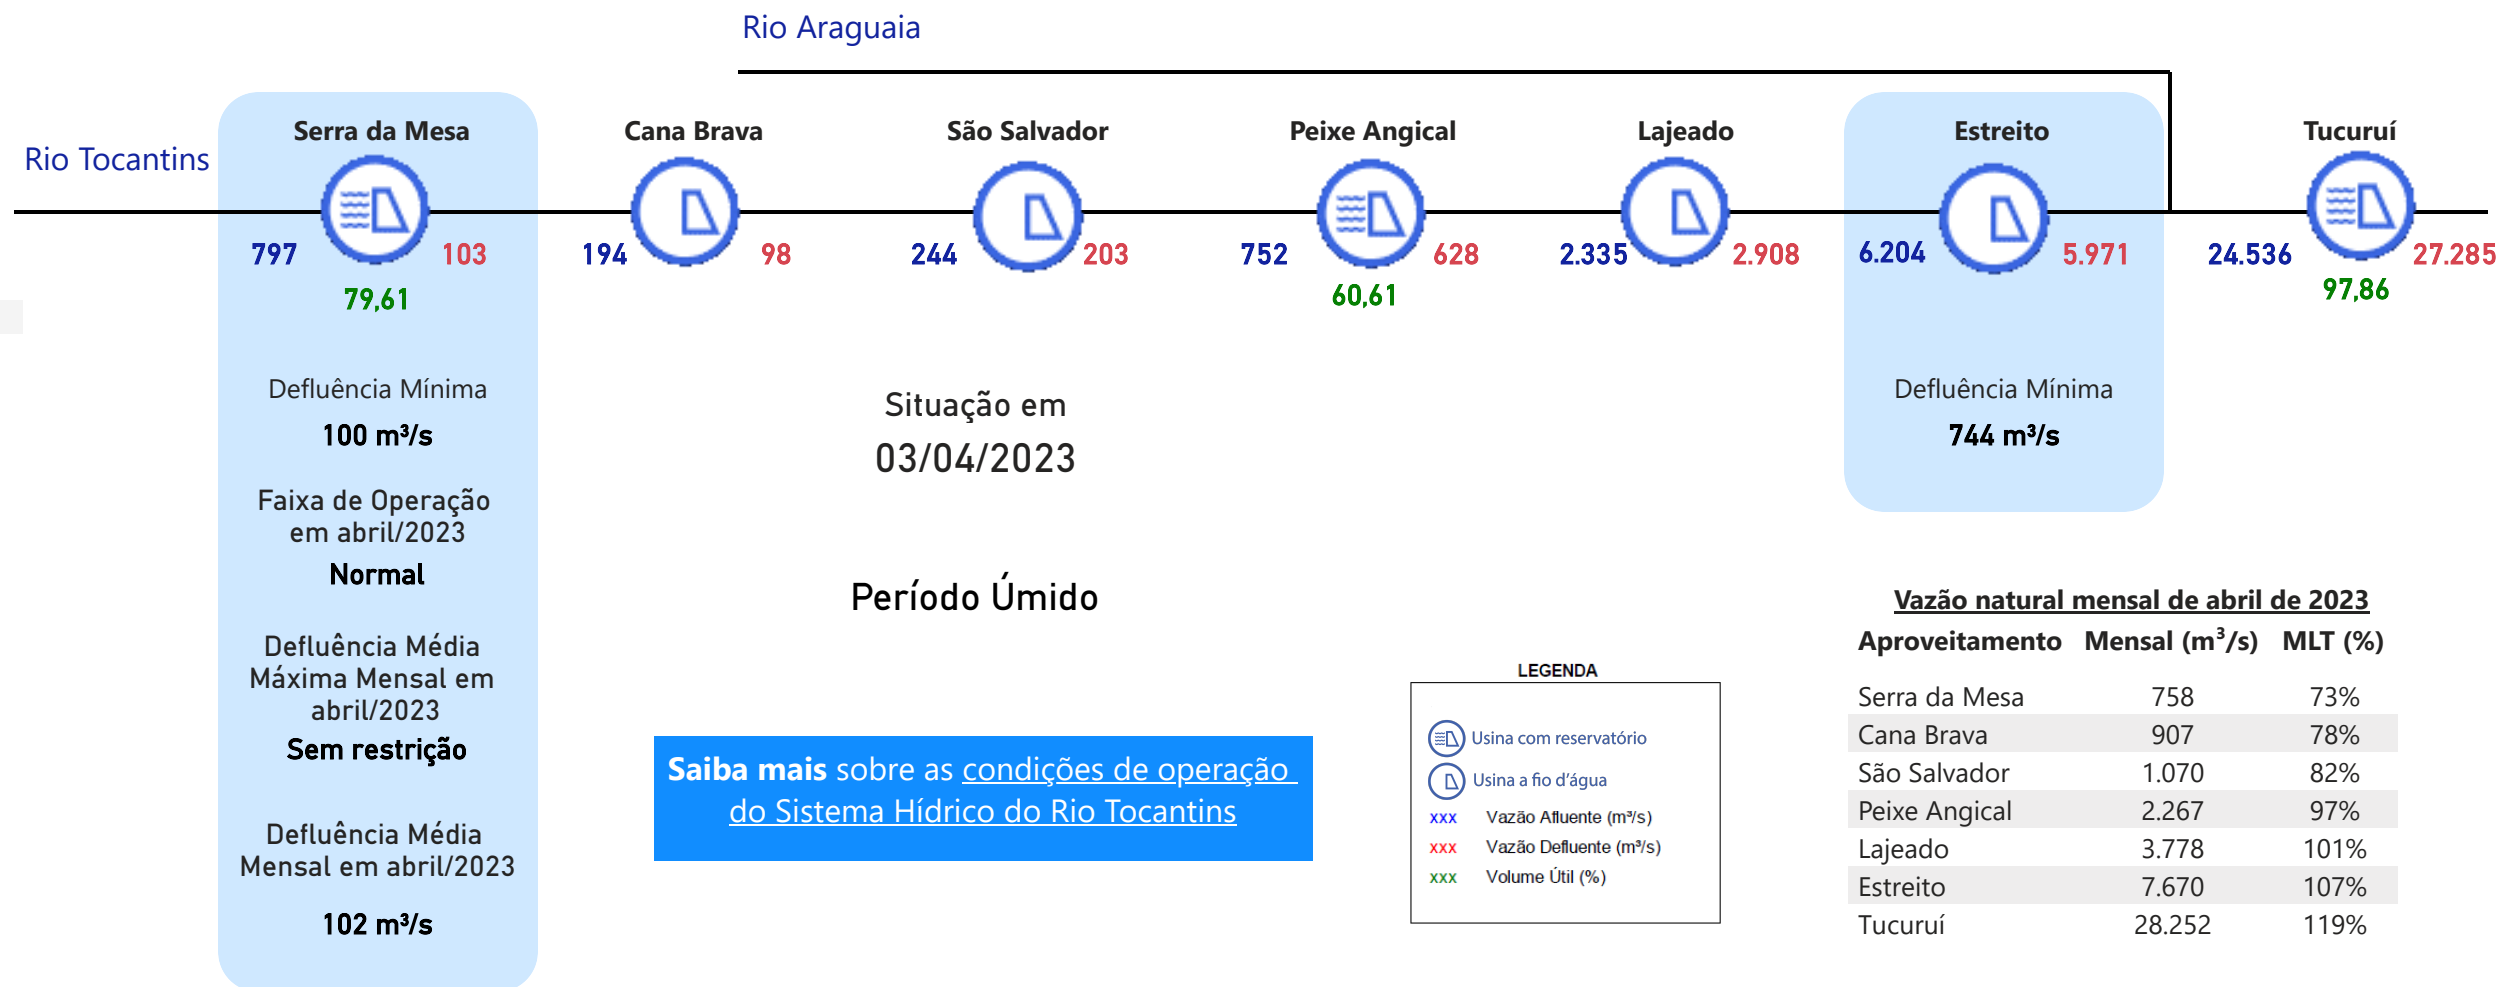 Rio Araguaia
Rio Tocantins
Serra da Mesa
Cana Brava
São Salvador
Peixe Angical
Lajeado
Estreito
Tucuruí
797 103
194 98
244 203
752 628
2.335 2.908
6.204 5.971
24.536 27.285
79,61
60,61
97,86
Defluência Mínima
100 m³/s
Faixa de Operação
em abril/2023
Normal
Defluência Média
Máxima Mensal em
abril/2023
Sem restrição
Defluência Média
Mensal em abril/2023
102 m³/s
Situação em
03/04/2023
Período Úmido
Saiba mais sobre as condições de operação
do Sistema Hídrico do Rio Tocantins
Defluência Mínima
744 m³/s
LEGENDA
Usina com reservatório
Usina a fio d'água
xxx Vazão Afluente (m³/s)
xxx Vazão Defluente (m³/s)
xxx Volume Útil (%)
Vazão natural mensal de abril de 2023
Aproveitamento Mensal (m³/s) MLT (%)
Serra da Mesa 758 73%
Cana Brava 907 78%
São Salvador 1.070 82%
Peixe Angical 2.267 97%
Lajeado 3.778 101%
Estreito 7.670 107%
Tucuruí 28.252 119%